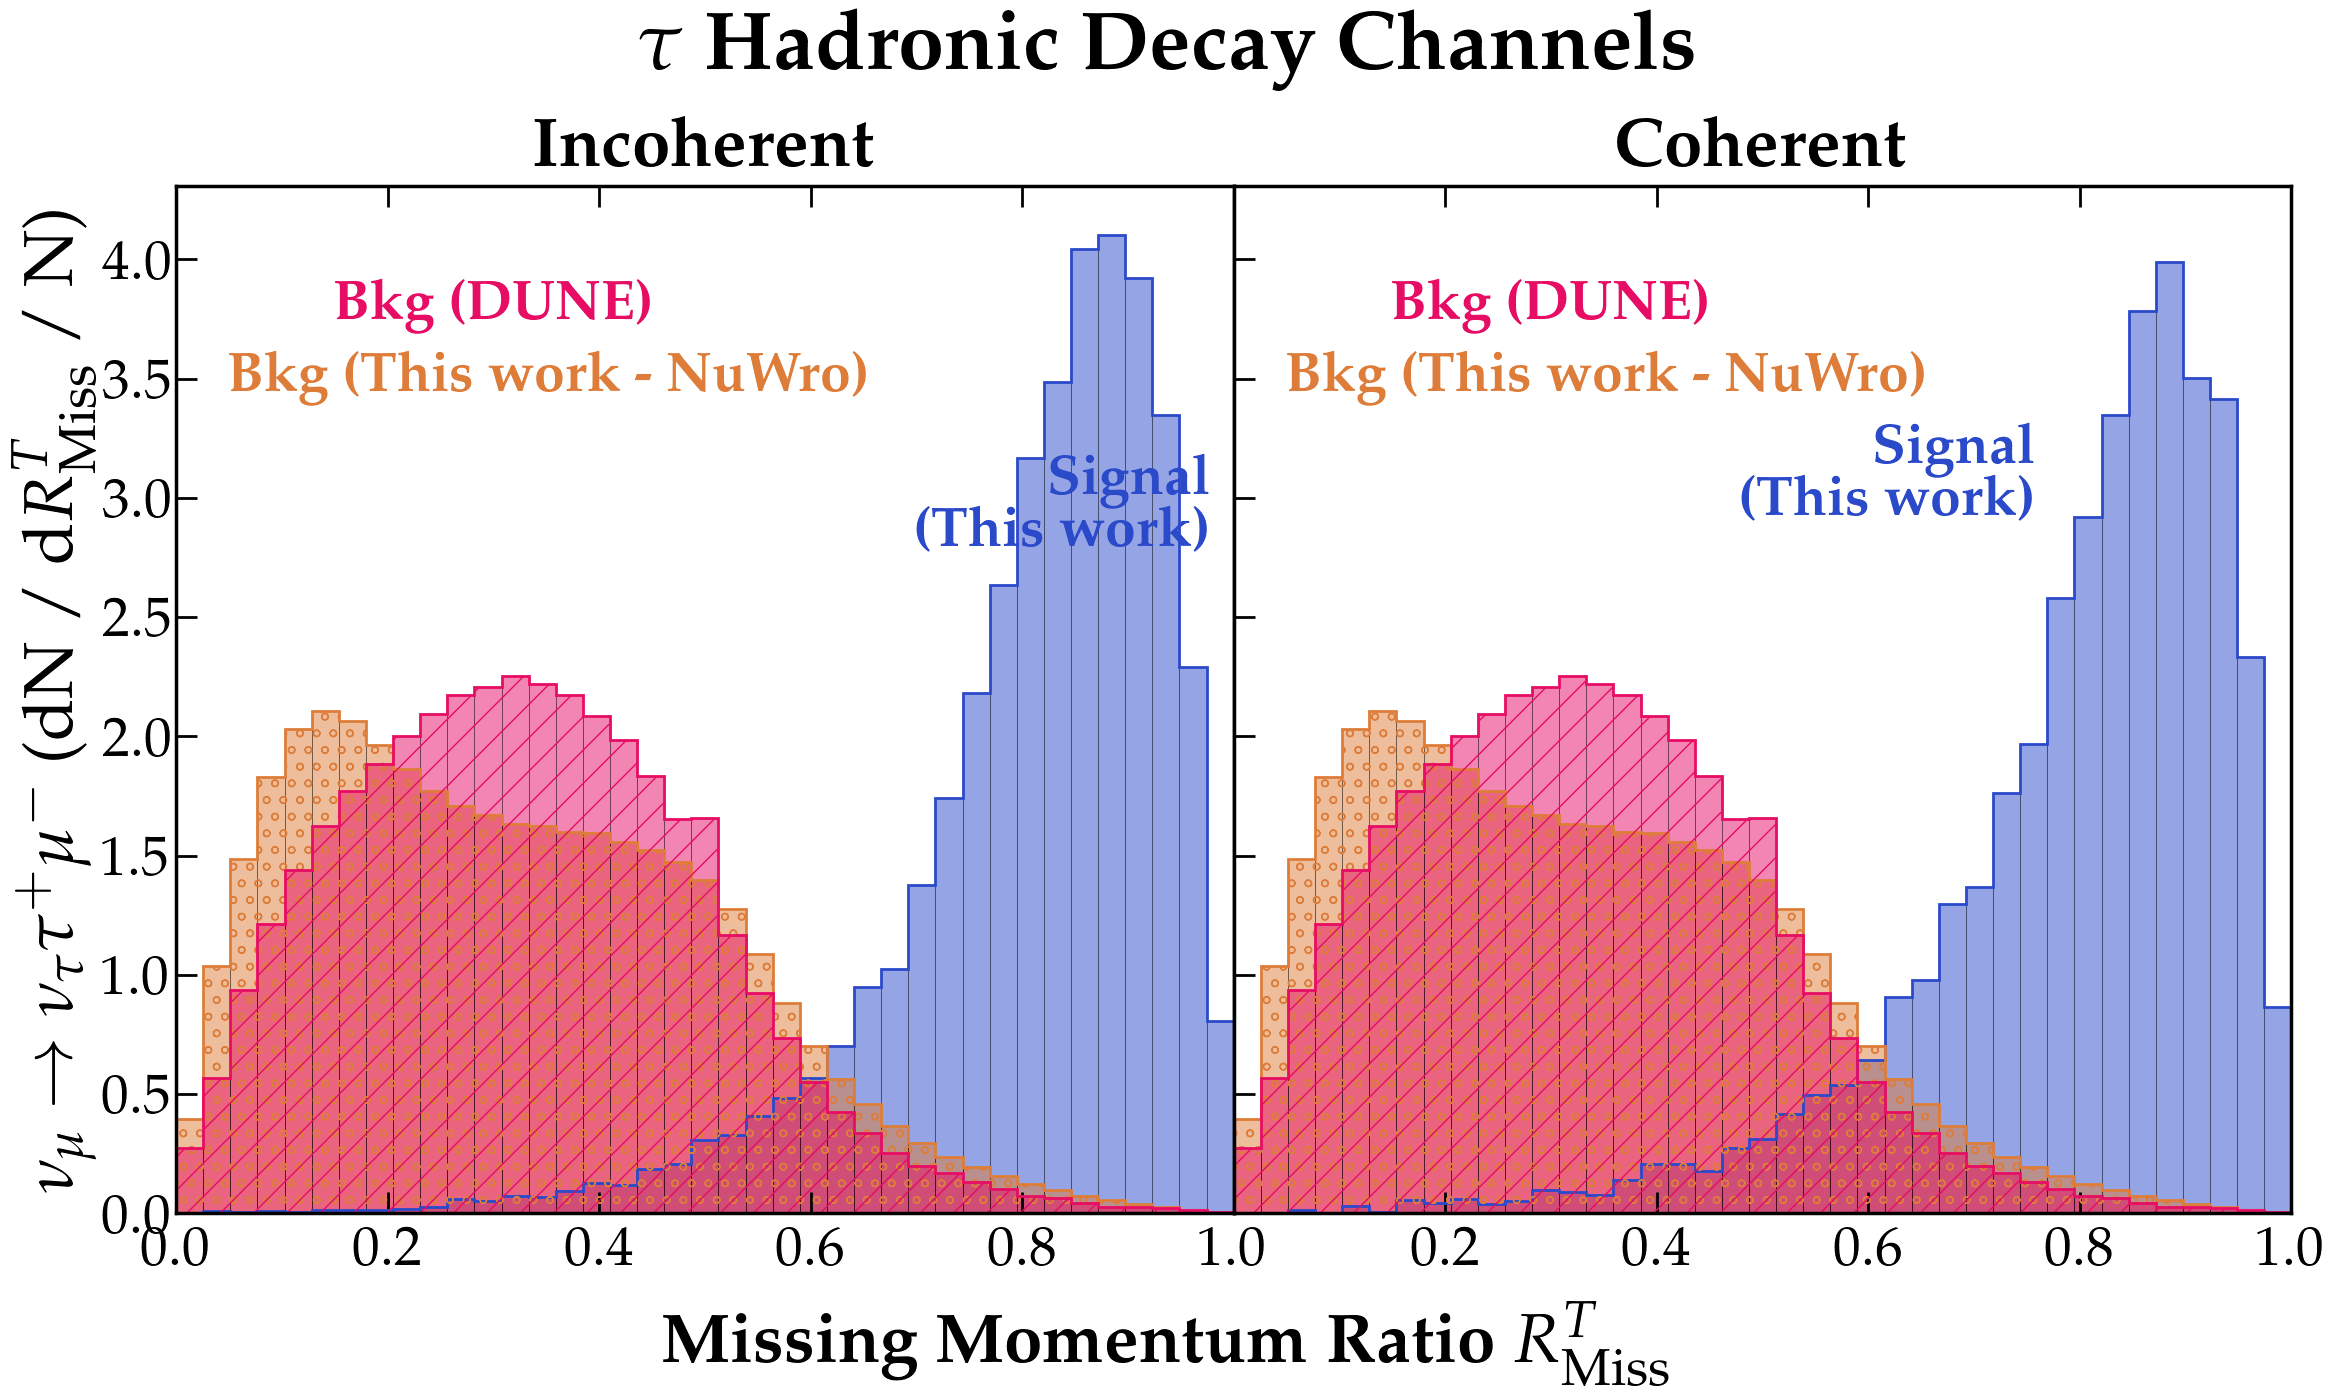 τ Hadronic Decay Channels
Incoherent
Coherent
ν_μ → ν_τ τ⁺ μ⁻ (dN / dR^T_Miss / N)
4.0
3.5
3.0
2.5
2.0
1.5
1.0
0.5
0.0
Bkg (DUNE)
Bkg (This work - NuWro)
Signal
(This work)
Bkg (DUNE)
Bkg (This work - NuWro)
Signal
(This work)
0.0 0.2 0.4 0.6 0.8 1.0 0.2 0.4 0.6 0.8 1.0
Missing Momentum Ratio R^T_Miss